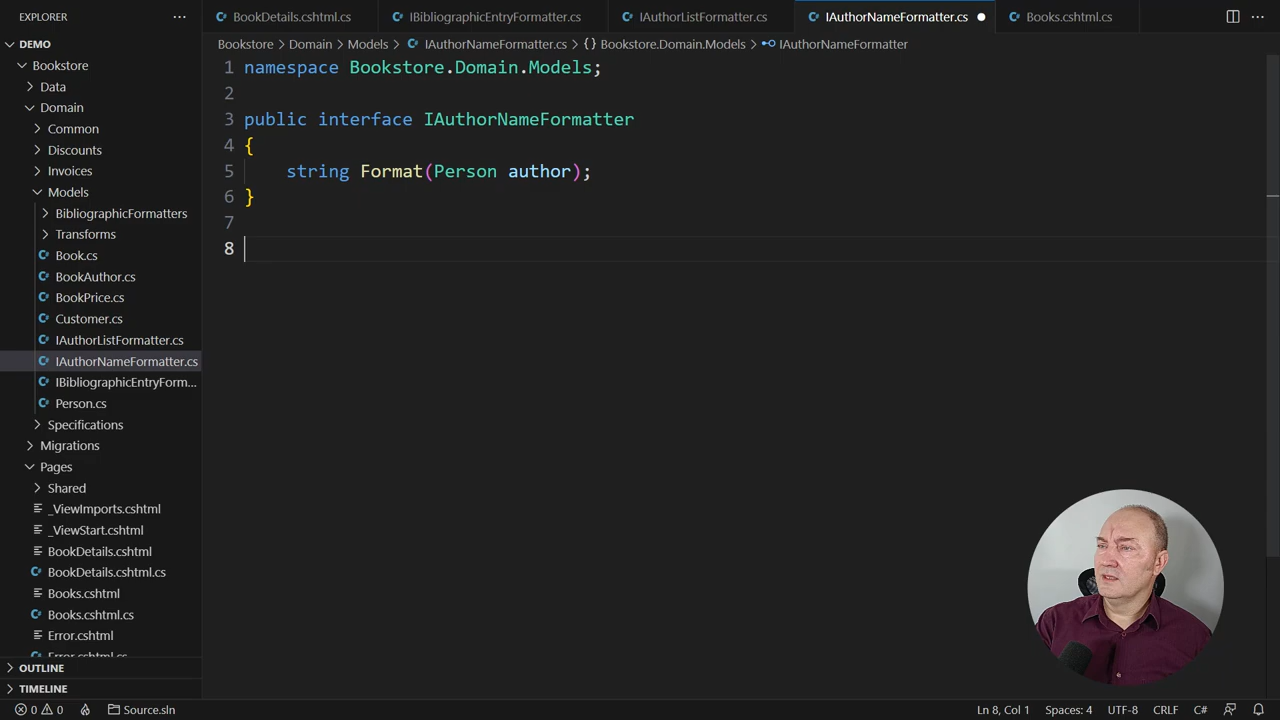 EXPLORER
DEMO
Bookstore
Data
Domain
Common
Discounts
Invoices
Models
BibliographicFormatters
Transforms
Book.cs
BookAuthor.cs
BookPrice.cs
Customer.cs
IAuthorListFormatter.cs
IAuthorNameFormatter.cs
IBibliographicEntryForm...
Person.cs
Specifications
Migrations
Pages
Shared
_ViewImports.cshtml
_ViewStart.cshtml
BookDetails.cshtml
BookDetails.cshtml.cs
Books.cshtml
Books.cshtml.cs
Error.cshtml
Error.cshtml.cs
OUTLINE
TIMELINE
BookDetails.cshtml.cs IBibliographicEntryFormatter.cs IAuthorListFormatter.cs IAuthorNameFormatter.cs Books.cshtml.cs
Bookstore > Domain > Models > IAuthorNameFormatter.cs > {} Bookstore.Domain.Models > IAuthorNameFormatter
1 namespace Bookstore.Domain.Models;
2
3 public interface IAuthorNameFormatter
4 {
5 string Format(Person author);
6 }
7
8
0 0 Source.sln Ln 8, Col 1 Spaces: 4 UTF-8 CRLF C#